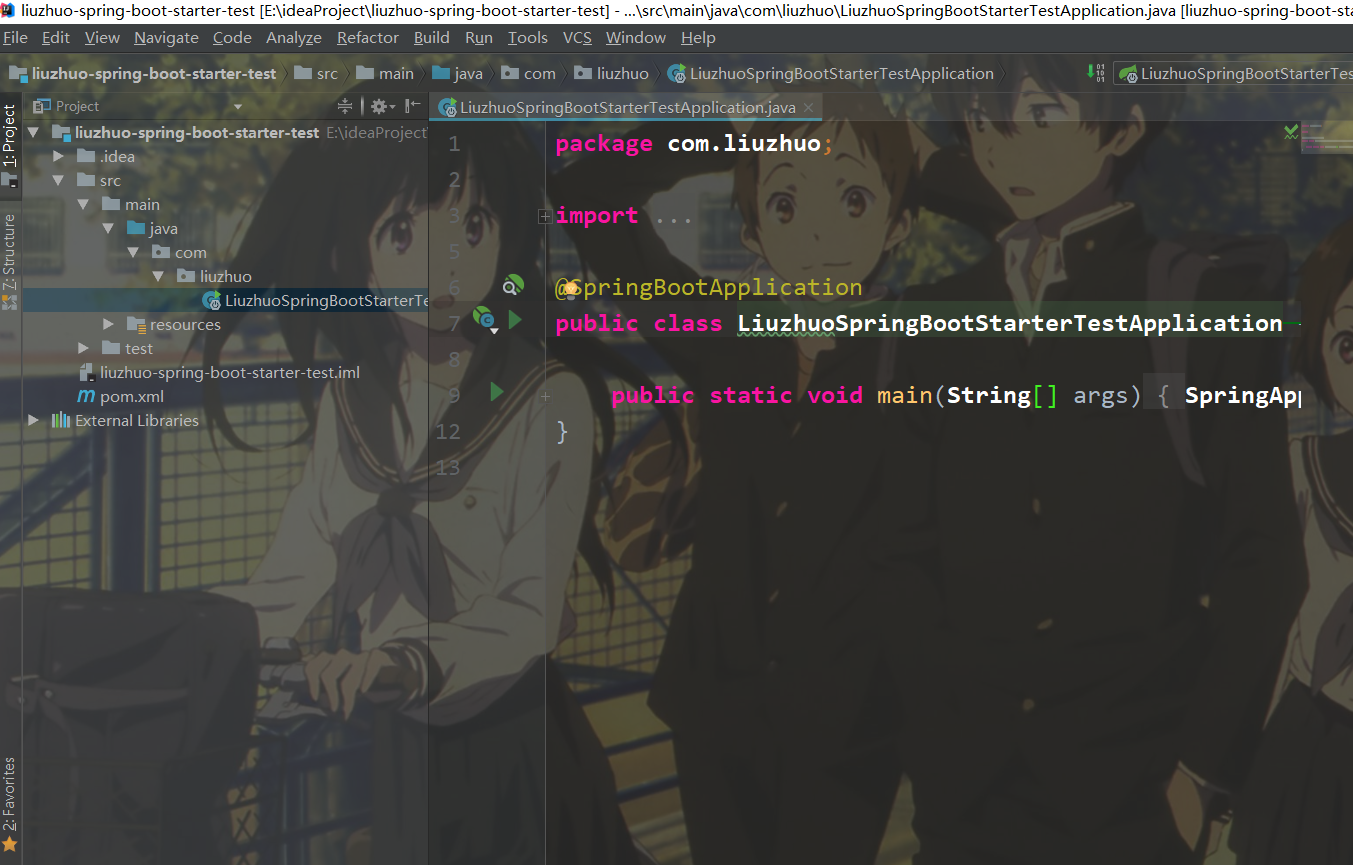 liuzhuo-spring-boot-starter-test [E:\ideaProject\liuzhuo-spring-boot-starter-test] - ...\src\main\java\com\liuzhuo\LiuzhuoSpringBootStarterTestApplication.java [liuzhuo-spring-boot-sta
File Edit View Navigate Code Analyze Refactor Build Run Tools VCS Window Help
liuzhuo-spring-boot-starter-test src main java com liuzhuo LiuzhuoSpringBootStarterTestApplication LiuzhuoSpringBootStarterTes
Project
LiuzhuoSpringBootStarterTestApplication.java
1: Project
Z: Structure
2: Favorites
liuzhuo-spring-boot-starter-test E:\ideaProject
.idea
src
main
java
com
liuzhuo
LiuzhuoSpringBootStarterTe
resources
test
liuzhuo-spring-boot-starter-test.iml
pom.xml
External Libraries
1 package com.liuzhuo;
2
3 import ...
5
6 @SpringBootApplication
7 public class LiuzhuoSpringBootStarterTestApplication
8
9 public static void main(String[] args) { SpringApp
12 }
13